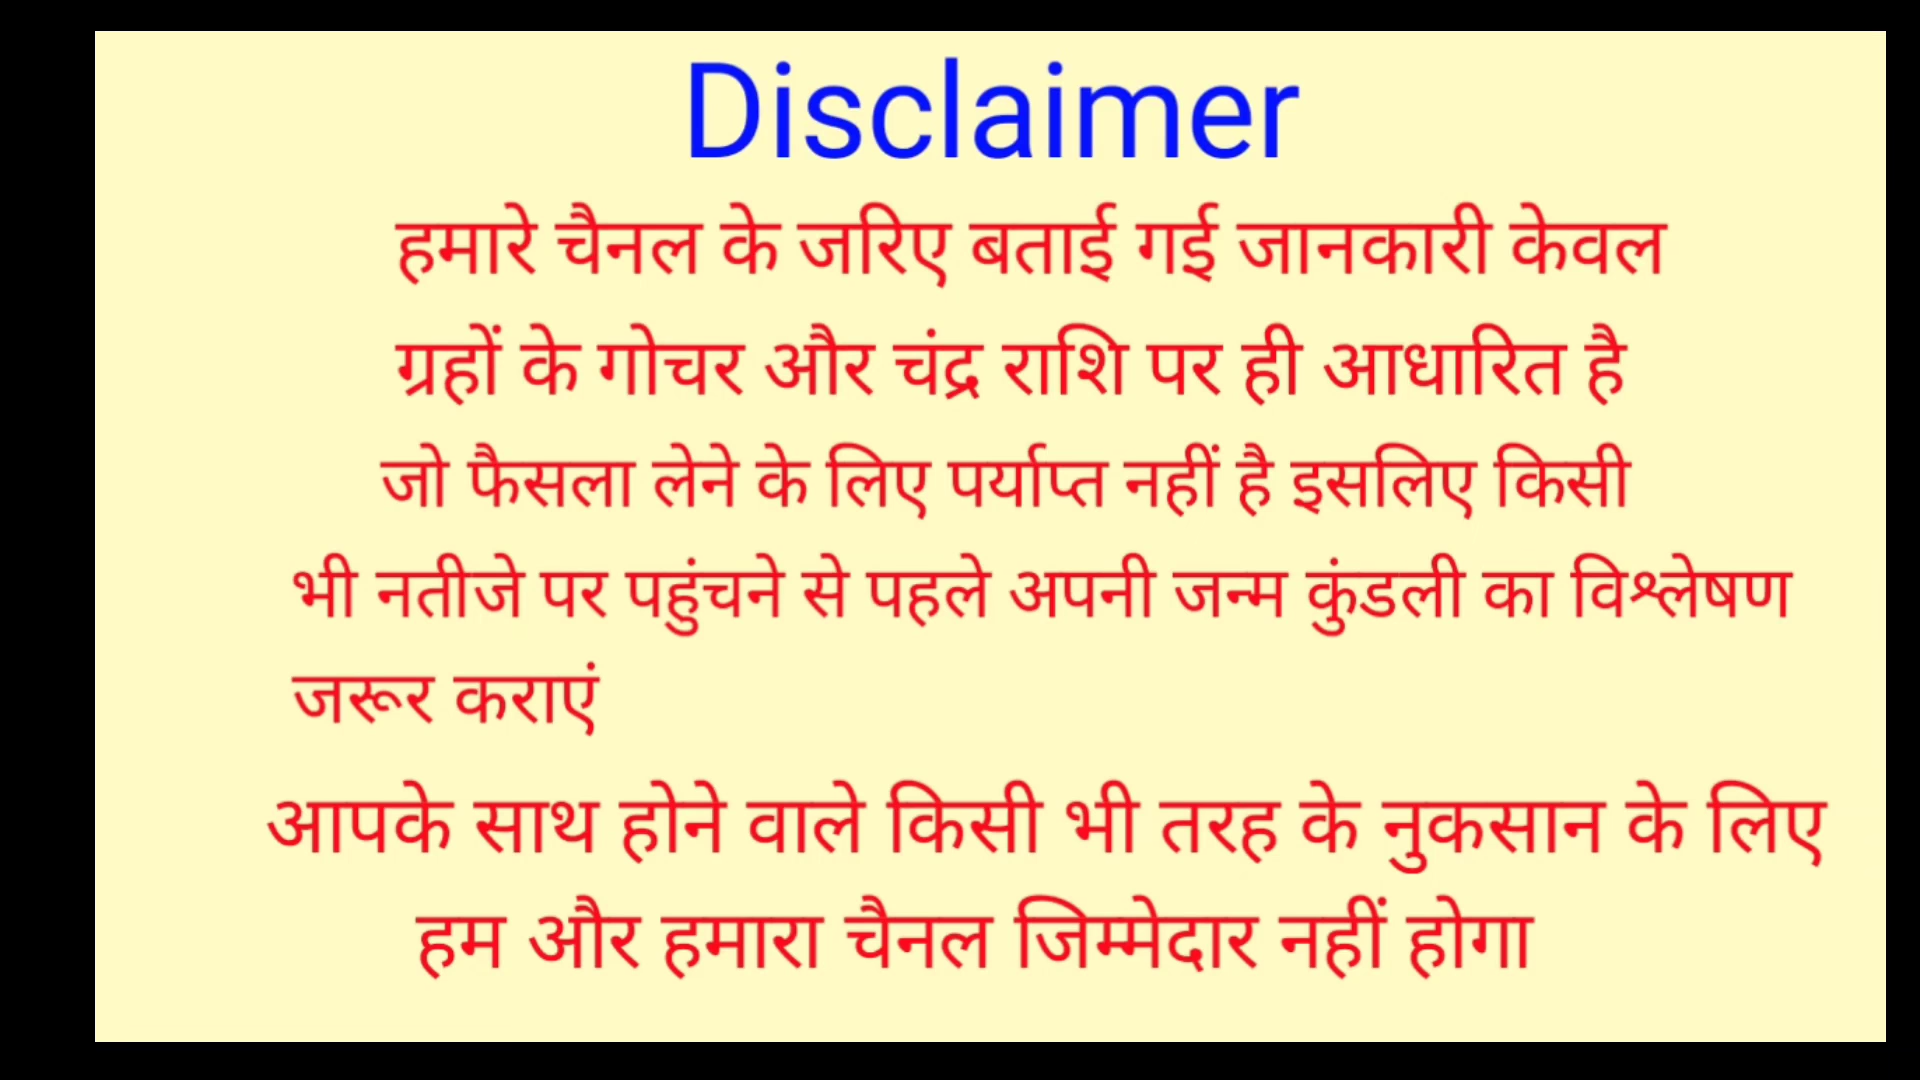 Disclaimer
हमारे चैनल के जरिए बताई गई जानकारी केवल
ग्रहों के गोचर और चंद्र राशि पर ही आधारित है
जो फैसला लेने के लिए पर्याप्त नहीं है इसलिए किसी
भी नतीजे पर पहुंचने से पहले अपनी जन्म कुंडली का विश्लेषण
जरूर कराएं
आपके साथ होने वाले किसी भी तरह के नुकसान के लिए
हम और हमारा चैनल जिम्मेदार नहीं होगा